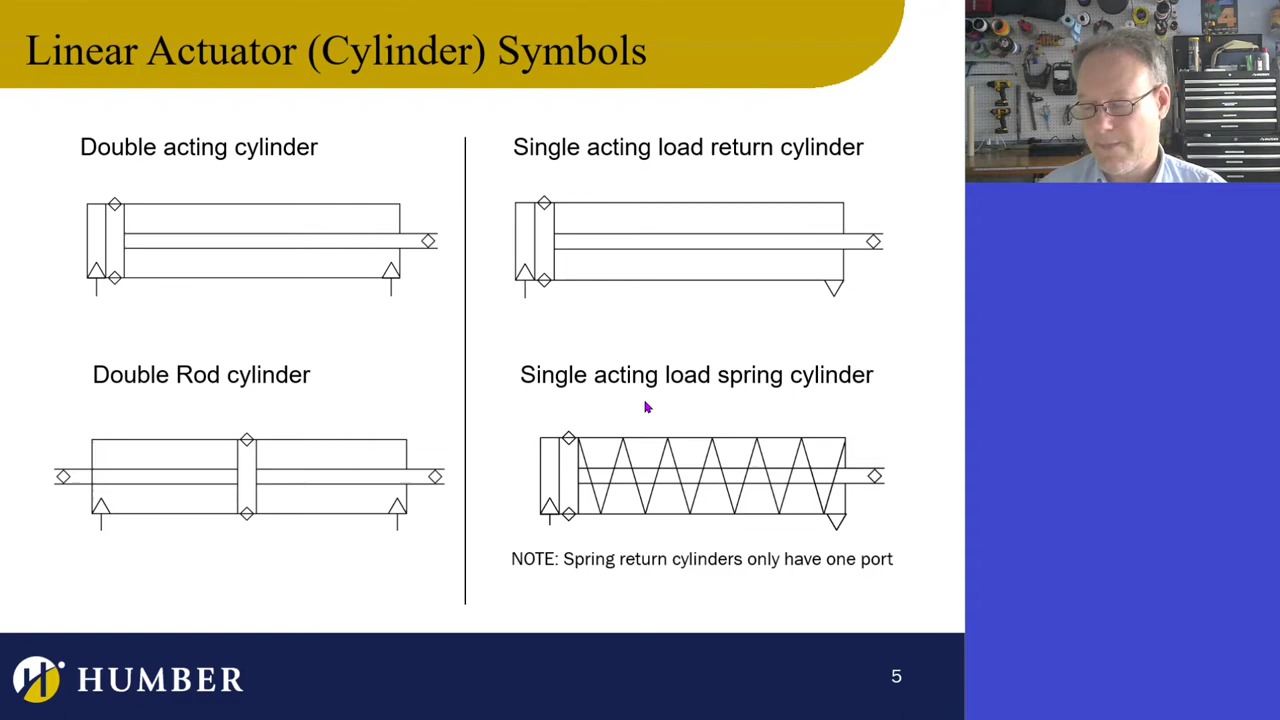 Linear Actuator (Cylinder) Symbols
Double acting cylinder
Single acting load return cylinder
Double Rod cylinder
Single acting load spring cylinder
NOTE: Spring return cylinders only have one port
HUMBER
5